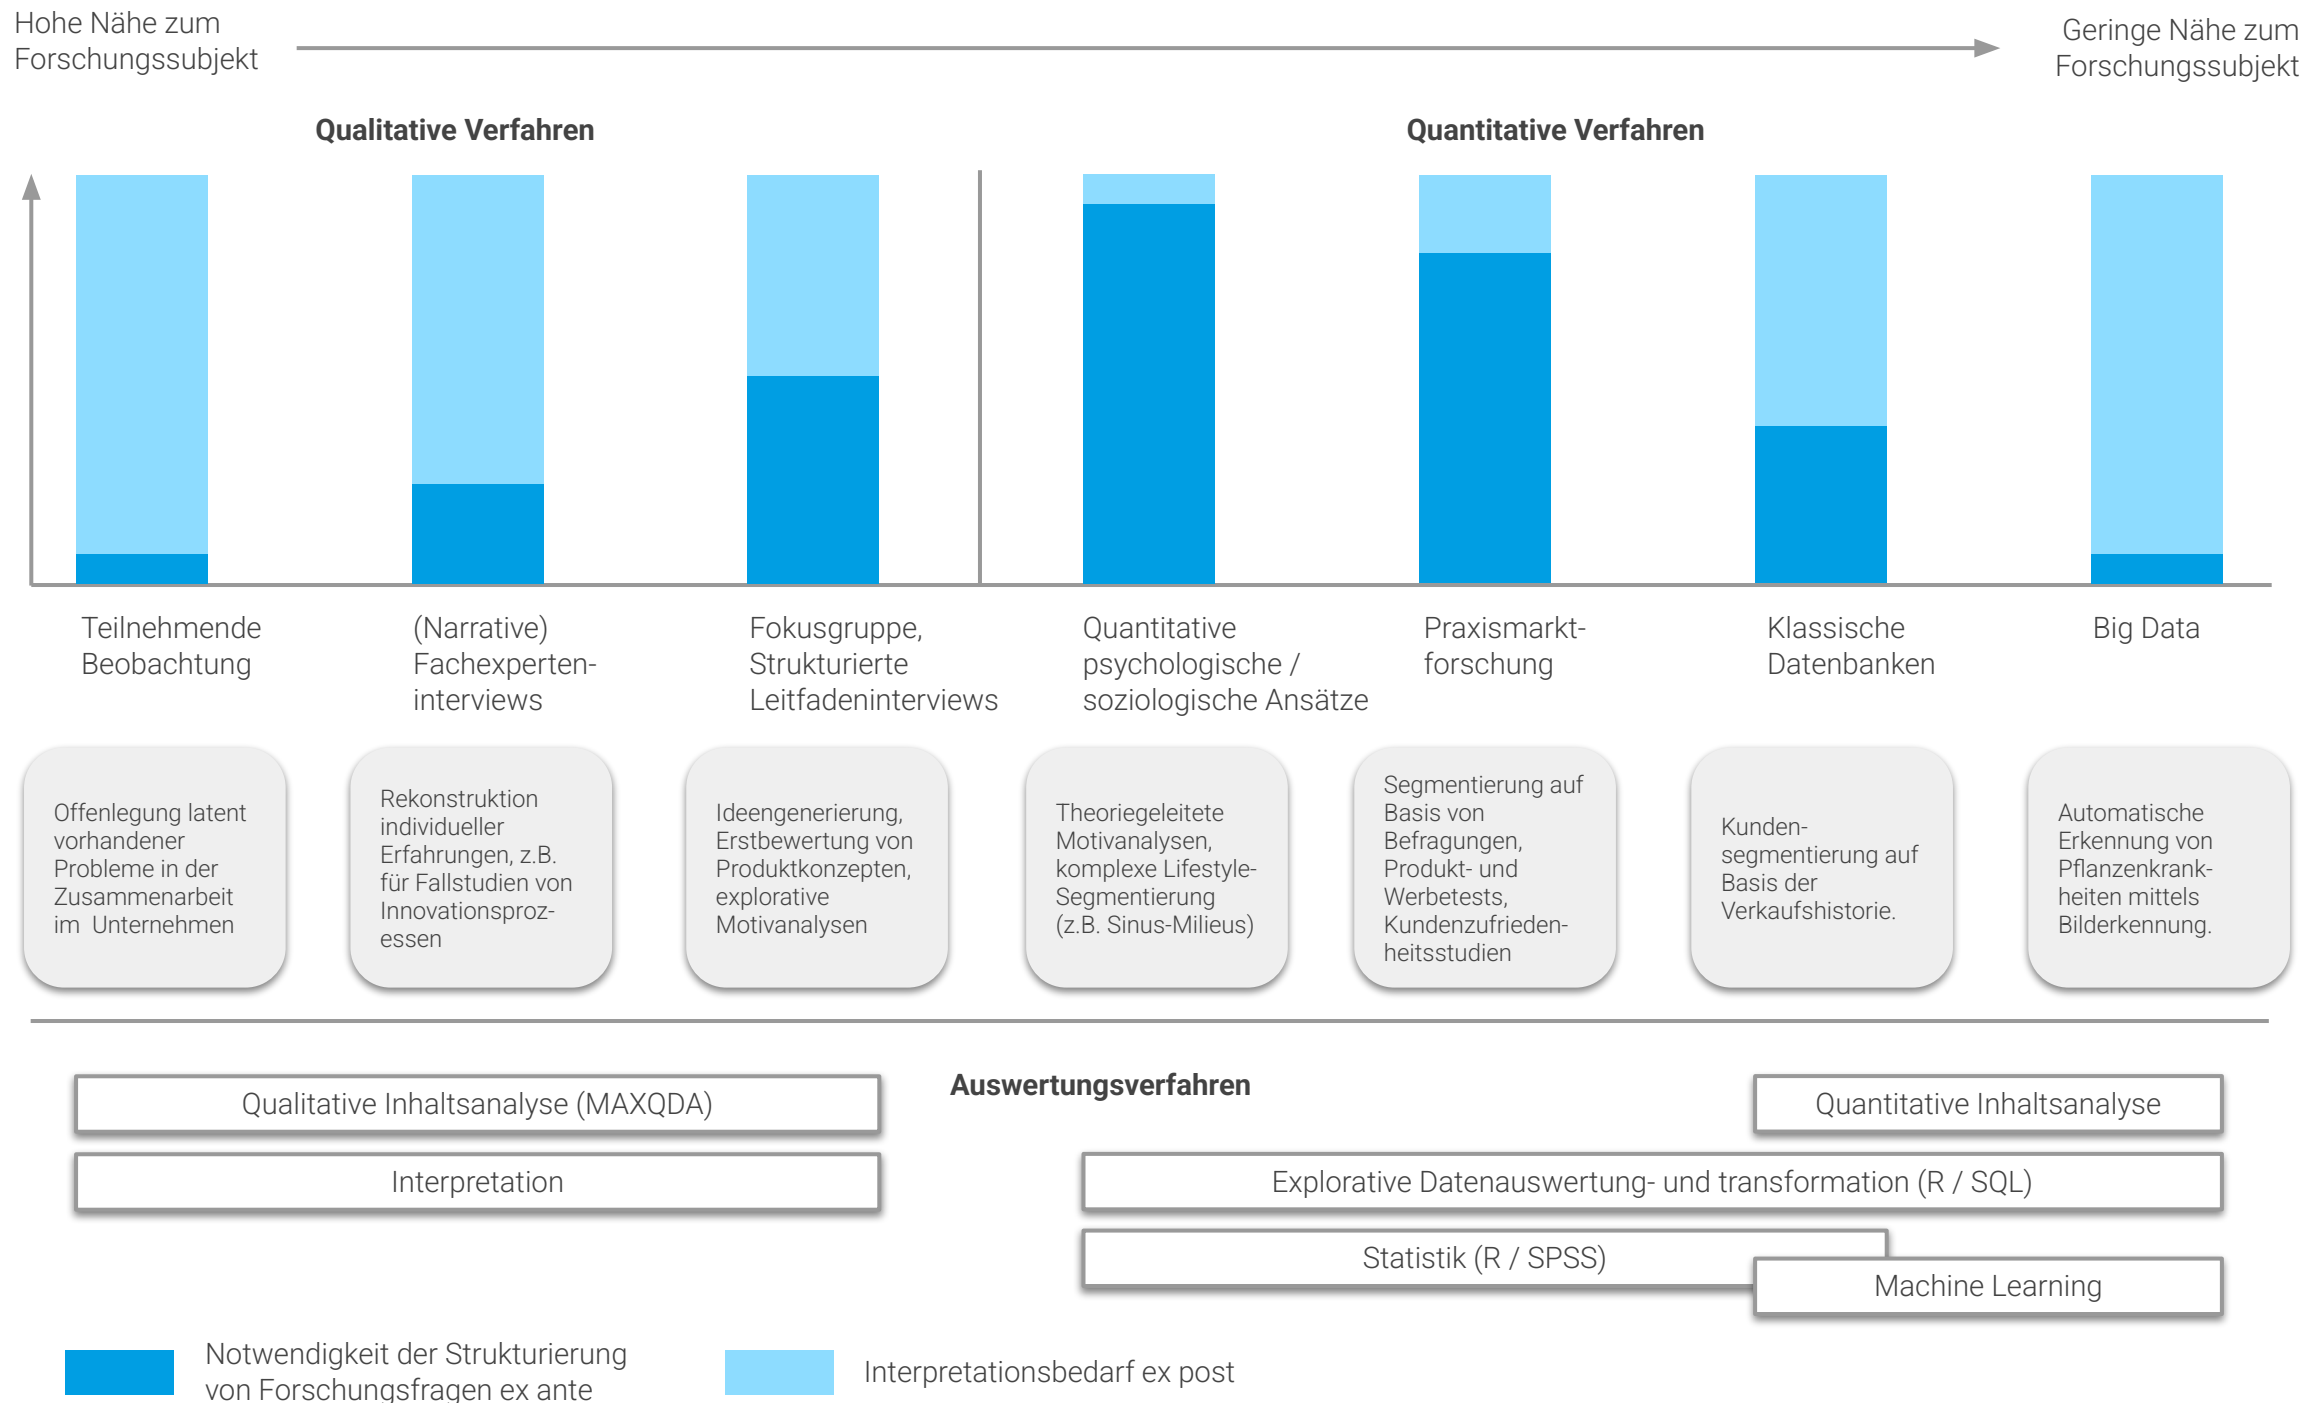 Hohe Nähe zum
Forschungssubjekt
Geringe Nähe zum
Forschungssubjekt
Qualitative Verfahren
Quantitative Verfahren
Teilnehmende
Beobachtung
(Narrative)
Fachexperten-
interviews
Fokusgruppe,
Strukturierte
Leitfadeninterviews
Quantitative
psychologische /
soziologische Ansätze
Praxismarkt-
forschung
Klassische
Datenbanken
Big Data
Offenlegung latent
vorhandener
Probleme in der
Zusammenarbeit
im  Unternehmen
Rekonstruktion
individueller
Erfahrungen, z.B.
für Fallstudien von
Innovationsproz-
essen
Ideengenerierung,
Erstbewertung von
Produktkonzepten,
explorative
Motivanalysen
Theoriegeleitete
Motivanalysen,
komplexe Lifestyle-
Segmentierung
(z.B. Sinus-Milieus)
Segmentierung auf
Basis von
Befragungen,
Produkt- und
Werbetests,
Kundenzufrieden-
heitsstudien
Kunden-
segmentierung auf
Basis der
Verkaufshistorie.
Automatische
Erkennung von
Pflanzenkrank-
heiten mittels
Bilderkennung.
Auswertungsverfahren
Qualitative Inhaltsanalyse (MAXQDA)
Interpretation
Quantitative Inhaltsanalyse
Explorative Datenauswertung- und transformation (R / SQL)
Statistik (R / SPSS)
Machine Learning
Notwendigkeit der Strukturierung
von Forschungsfragen ex ante
Interpretationsbedarf ex post